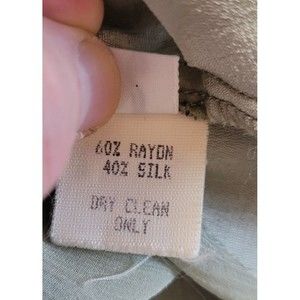 60% RAYON
40% SILK
DRY CLEAN
ONLY